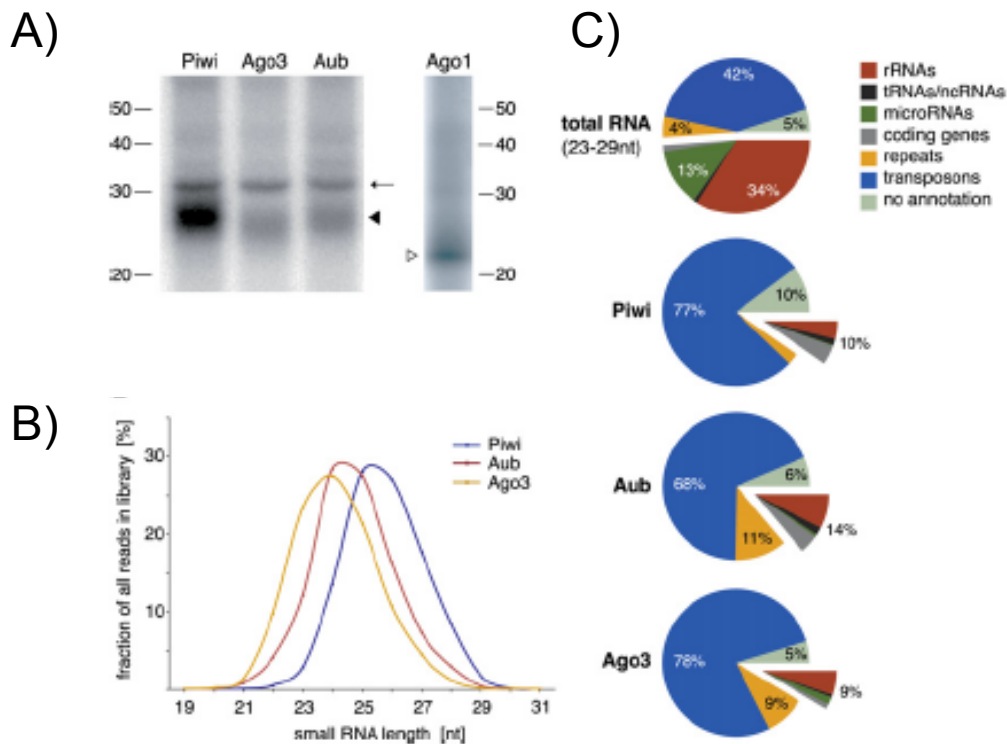 A)
Piwi Ago3 Aub Ago1
50
40
30
20
50
40
30
20
B)
fraction of all reads in library [%]
30
20
10
Piwi
Aub
Ago3
19 21 23 25 27 29 31
small RNA length [nt]
C)
total RNA
(23-29nt)
42%
5%
4%
13%
34%
rRNAs
tRNAs/ncRNAs
microRNAs
coding genes
repeats
transposons
no annotation
Piwi
77%
10%
10%
Aub
68%
6%
11%
14%
Ago3
78%
5%
9%
9%